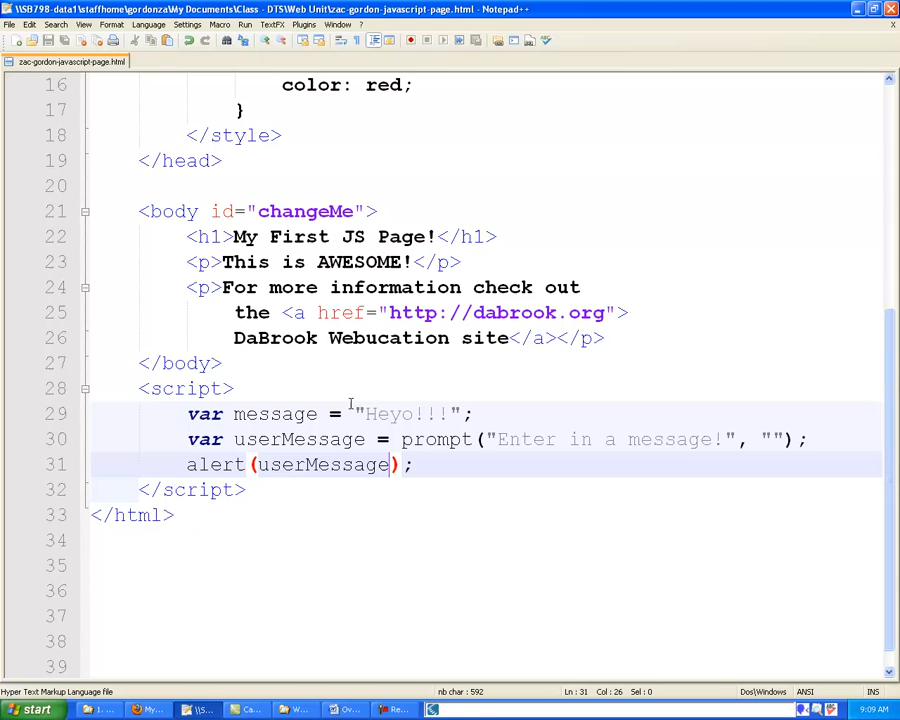 \\SB798-data1\staffhome\gordonza\My Documents\Class - DTS\Web Unit\zac-gordon-javascript-page.html - Notepad++
File Edit Search View Format Language Settings Macro Run TextFX Plugins Window ?
X
zac-gordon-javascript-page.html
16 color: red;
17 }
18 </style>
19 </head>
20
21 <body id="changeMe">
22 <h1>My First JS Page!</h1>
23 <p>This is AWESOME!</p>
24 <p>For more information check out
25 the <a href="http://dabrook.org">
26 DaBrook Webucation site</a></p>
27 </body>
28 <script>
29 var message = "Heyo!!!";
30 var userMessage = prompt("Enter in a message!", "");
31 alert(userMessage);
32 </script>
33 </html>
34
35
36
37
38
39
Hyper Text Markup Language file nb char : 592 Ln : 31 Col : 26 Sel : 0 Dos\Windows ANSI INS
start 1. ... My... \\S... Ca... W... Ov... Re... 9:09 AM